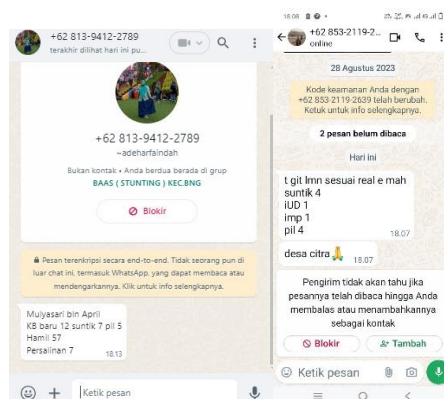 +62 813-9412-2789
terakhir dilihat hari ini pu...
+62 813-9412-2789
~adeharfaindah
Bukan kontak • Anda berdua berada di grup
BAAS ( STUNTING ) KEC.BNG
Blokir
Pesan terenkripsi secara end-to-end. Tidak seorang pun di
luar chat ini, termasuk WhatsApp, yang dapat membaca atau
mendengarkannya. Klik untuk info selengkapnya.
Mulyasari bln April
KB baru 12 suntik 7 pil 5
Hamil 57
Persalinan 7
18.13
Ketik pesan
18.08
+62 853-2119-2...
online
28 Agustus 2023
Kode keamanan Anda dengan
+62 853-2119-2639 telah berubah.
Ketuk untuk info selengkapnya.
2 pesan belum dibaca
Hari ini
t git lmn sesuai real e mah
suntik 4
iUD 1
imp 1
pil 4
18.07
desa citra
18.07
Pengirim tidak akan tahu jika
pesannya telah dibaca hingga Anda
membalas atau menambahkannya
sebagai kontak
Blokir
Tambah
Ketik pesan